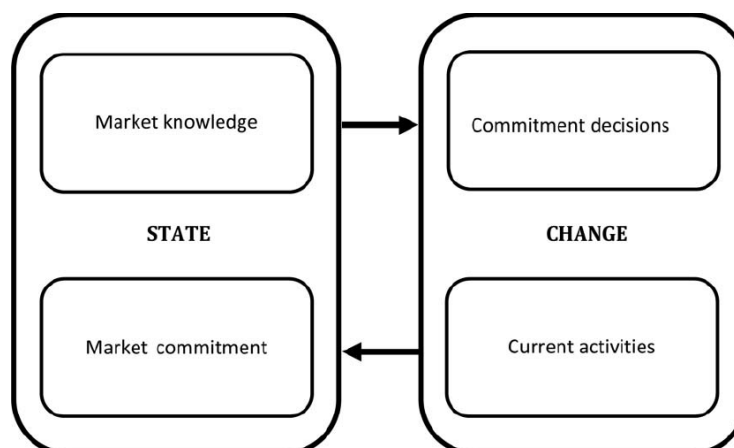 Market knowledge
Commitment decisions
STATE
CHANGE
Market commitment
Current activities